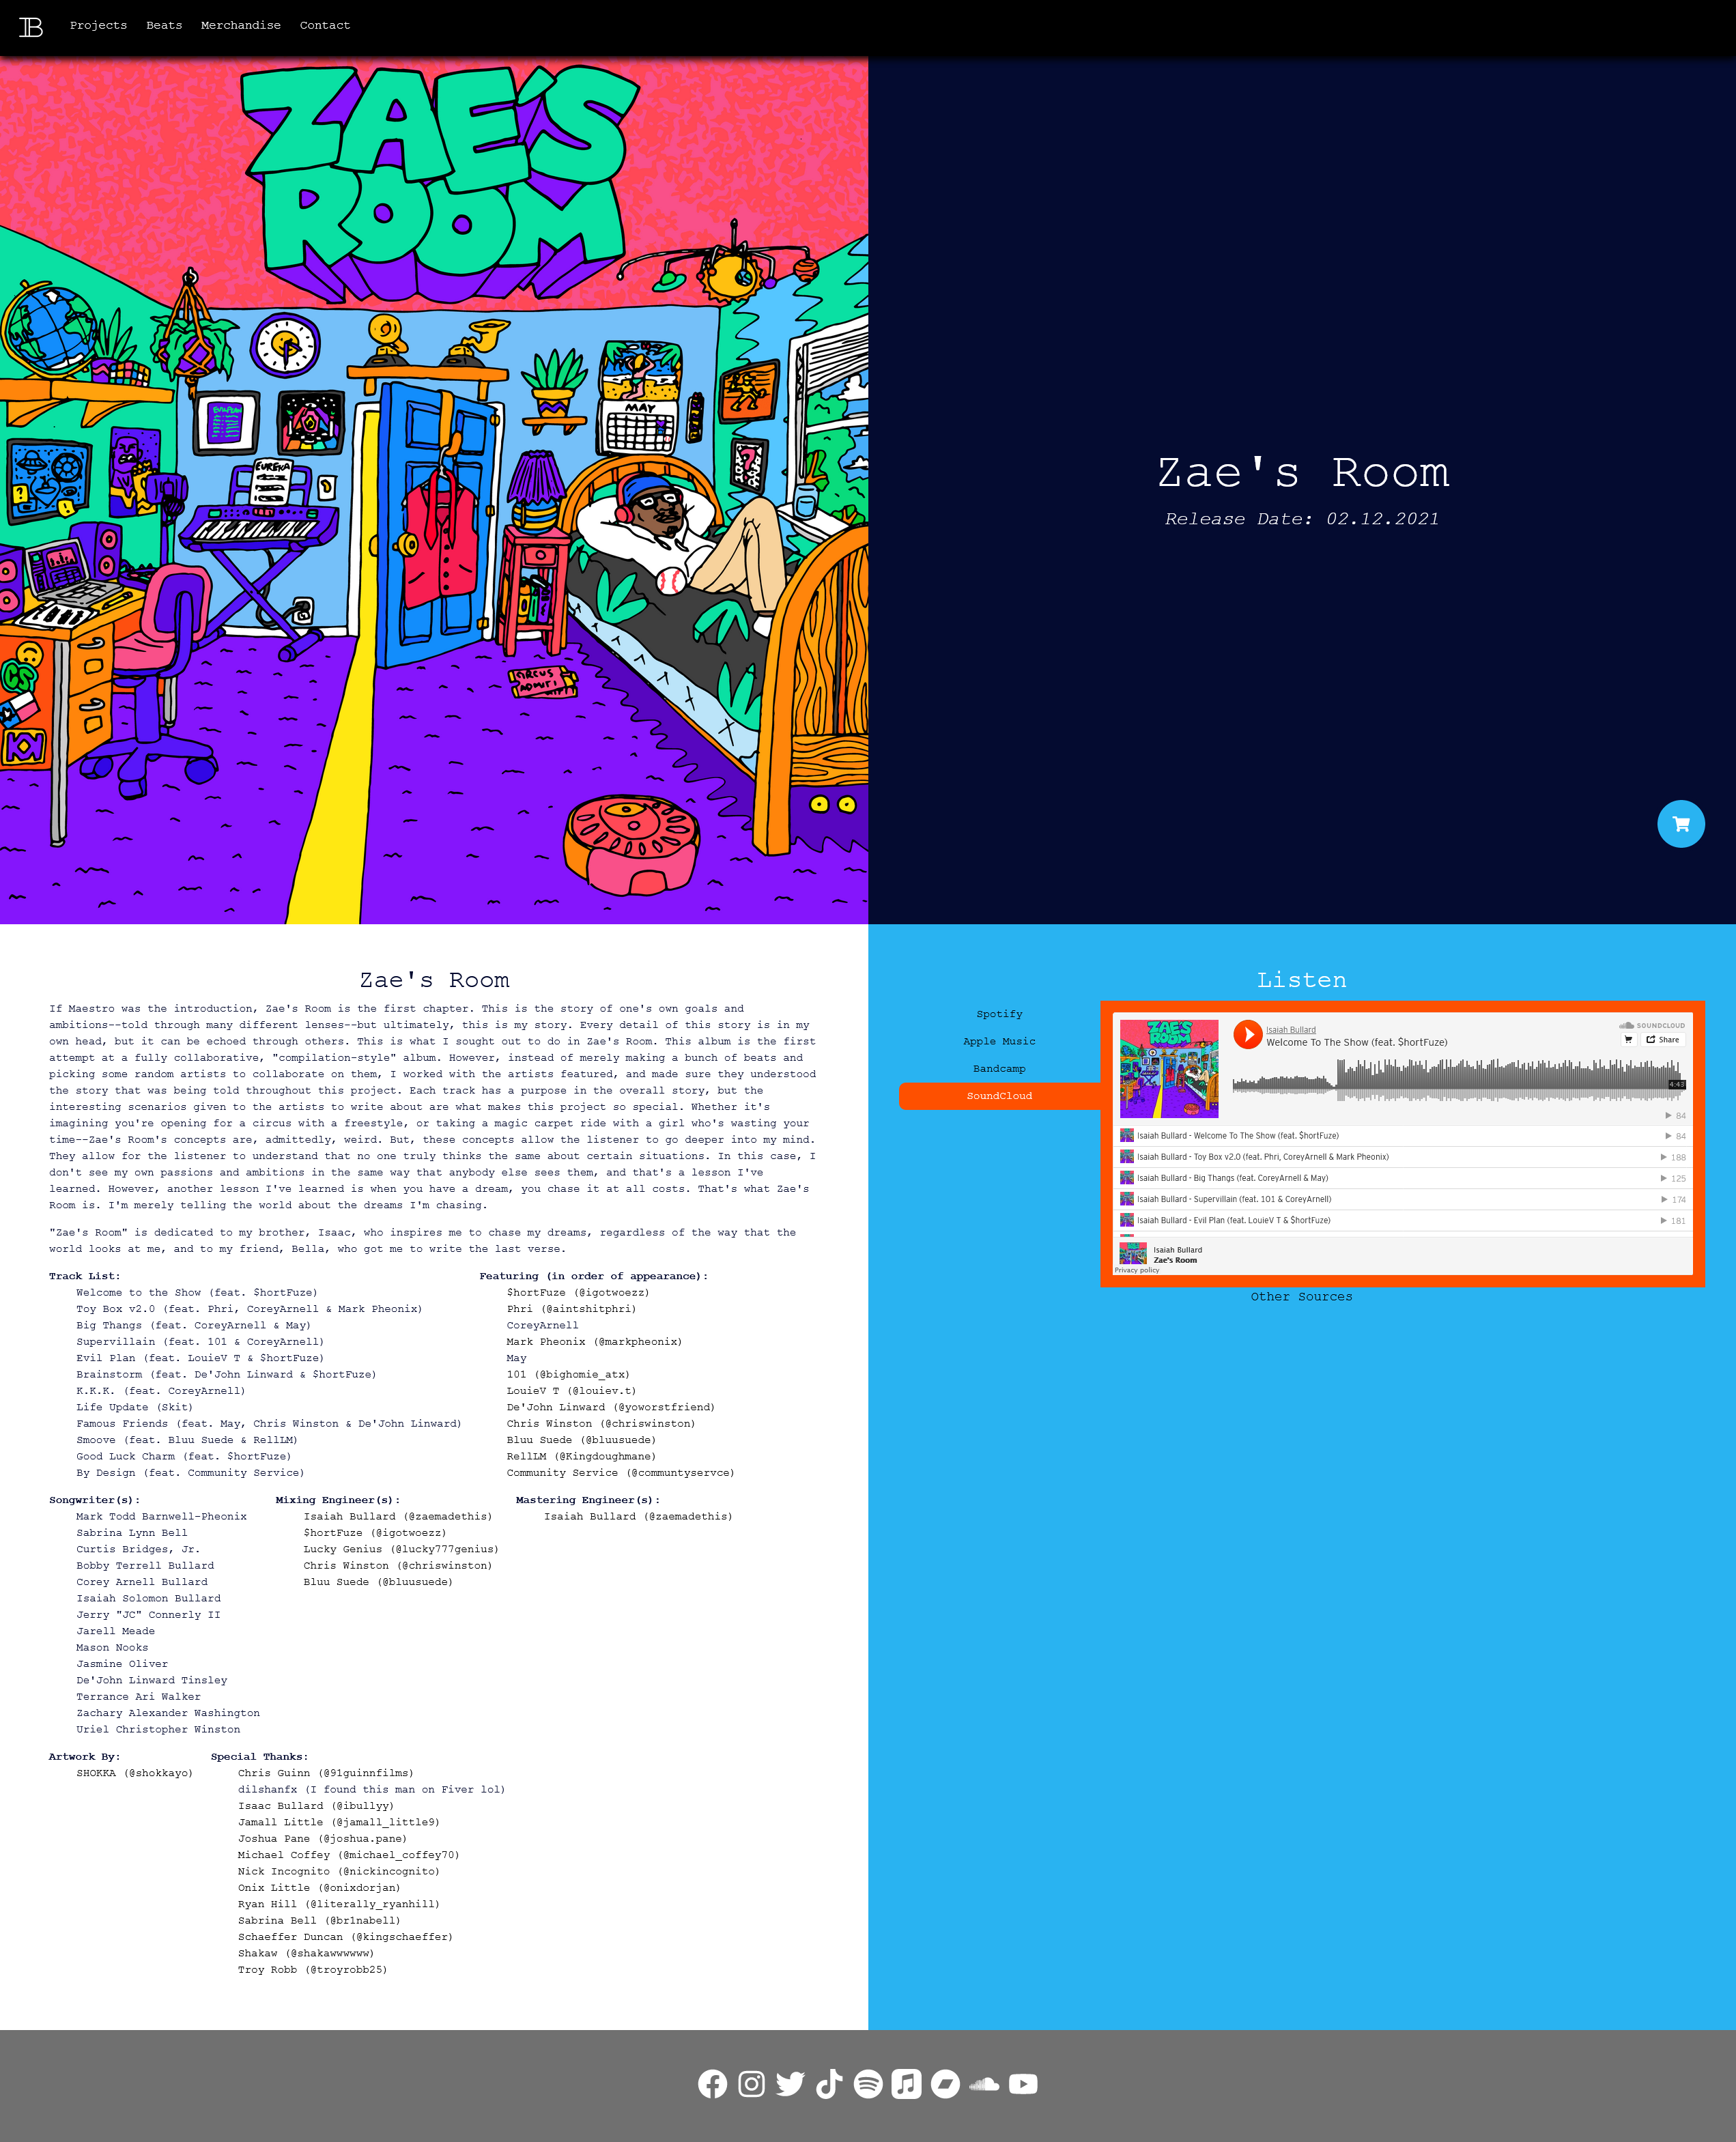 IB
Projects Beats Merchandise Contact
ZAE'S
ROOM
EVIL PLAN
MAY
EUREKA
CS
CIRCUS
Zae's Room
Release Date: 02.12.2021
Zae's Room
If Maestro was the introduction, Zae's Room is the first chapter. This is the story of one's own goals and
ambitions--told through many different lenses--but ultimately, this is my story. Every detail of this story is in my
own head, but it can be echoed through others. This is what I sought out to do in Zae's Room. This album is the first
attempt at a fully collaborative, "compilation-style" album. However, instead of merely making a bunch of beats and
picking some random artists to collaborate on them, I worked with the artists featured, and made sure they understood
the story that was being told throughout this project. Each track has a purpose in the overall story, but the
interesting scenarios given to the artists to write about are what makes this project so special. Whether it's
imagining you're opening for a circus with a freestyle, or taking a magic carpet ride with a girl who's wasting your
time--Zae's Room's concepts are, admittedly, weird. But, these concepts allow the listener to go deeper into my mind.
They allow for the listener to understand that no one truly thinks the same about certain situations. In this case, I
don't see my own passions and ambitions in the same way that anybody else sees them, and that's a lesson I've
learned. However, another lesson I've learned is when you have a dream, you chase it at all costs. That's what Zae's
Room is. I'm merely telling the world about the dreams I'm chasing.
"Zae's Room" is dedicated to my brother, Isaac, who inspires me to chase my dreams, regardless of the way that the
world looks at me, and to my friend, Bella, who got me to write the last verse.
Track List:
Welcome to the Show (feat. $hortFuze)
Toy Box v2.0 (feat. Phri, CoreyArnell & Mark Pheonix)
Big Thangs (feat. CoreyArnell & May)
Supervillain (feat. 101 & CoreyArnell)
Evil Plan (feat. LouieV T & $hortFuze)
Brainstorm (feat. De'John Linward & $hortFuze)
K.K.K. (feat. CoreyArnell)
Life Update (Skit)
Famous Friends (feat. May, Chris Winston & De'John Linward)
Smoove (feat. Bluu Suede & RellLM)
Good Luck Charm (feat. $hortFuze)
By Design (feat. Community Service)
Featuring (in order of appearance):
$hortFuze (@igotwoezz)
Phri (@aintshitphri)
CoreyArnell
Mark Pheonix (@markpheonix)
May
101 (@bighomie_atx)
LouieV T (@louiev.t)
De'John Linward (@yoworstfriend)
Chris Winston (@chriswinston)
Bluu Suede (@bluusuede)
RellLM (@Kingdoughmane)
Community Service (@communtyservce)
Songwriter(s):
Mark Todd Barnwell-Pheonix
Sabrina Lynn Bell
Curtis Bridges, Jr.
Bobby Terrell Bullard
Corey Arnell Bullard
Isaiah Solomon Bullard
Jerry "JC" Connerly II
Jarell Meade
Mason Nooks
Jasmine Oliver
De'John Linward Tinsley
Terrance Ari Walker
Zachary Alexander Washington
Uriel Christopher Winston
Mixing Engineer(s):
Isaiah Bullard (@zaemadethis)
$hortFuze (@igotwoezz)
Lucky Genius (@lucky777genius)
Chris Winston (@chriswinston)
Bluu Suede (@bluusuede)
Mastering Engineer(s):
Isaiah Bullard (@zaemadethis)
Artwork By:
SHOKKA (@shokkayo)
Special Thanks:
Chris Guinn (@91guinnfilms)
dilshanfx (I found this man on Fiver lol)
Isaac Bullard (@ibullyy)
Jamall Little (@jamall_little9)
Joshua Pane (@joshua.pane)
Michael Coffey (@michael_coffey70)
Nick Incognito (@nickincognito)
Onix Little (@onixdorjan)
Ryan Hill (@literally_ryanhill)
Sabrina Bell (@br1nabell)
Schaeffer Duncan (@kingschaeffer)
Shakaw (@shakawwwwww)
Troy Robb (@troyrobb25)
Listen
Spotify
Apple Music
Bandcamp
SoundCloud
ZAE'S
ROOM
Isaiah Bullard
Welcome To The Show (feat. $hortFuze)
SOUNDCLOUD
Share
4:43
84
Isaiah Bullard - Welcome To The Show (feat. $hortFuze) 84
Isaiah Bullard - Toy Box v2.0 (feat. Phri, CoreyArnell & Mark Pheonix) 188
Isaiah Bullard - Big Thangs (feat. CoreyArnell & May) 125
Isaiah Bullard - Supervillain (feat. 101 & CoreyArnell) 174
Isaiah Bullard - Evil Plan (feat. LouieV T & $hortFuze) 181
Isaiah Bullard
Zae's Room
Privacy policy
Other Sources